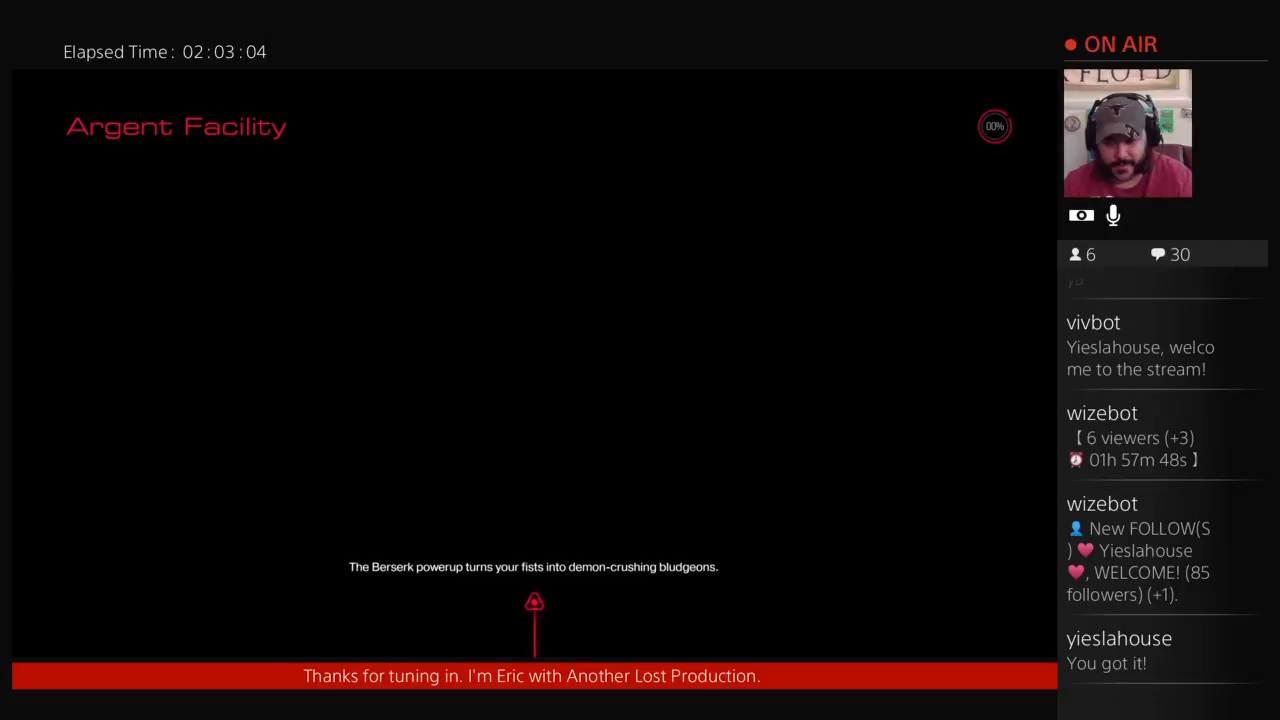 Elapsed Time: 02:03:04
ON AIR
FLOYD
Argent Facility
00%
6 30
vivbot
Yieslahouse, welco
me to the stream!
wizebot
【 6 viewers (+3)
⏰ 01h 57m 48s 】
wizebot
👤 New FOLLOW(S
) ❤️ Yieslahouse
❤️, WELCOME! (85
followers) (+1).
yieslahouse
You got it!
The Berserk powerup turns your fists into demon-crushing bludgeons.
Thanks for tuning in. I'm Eric with Another Lost Production.